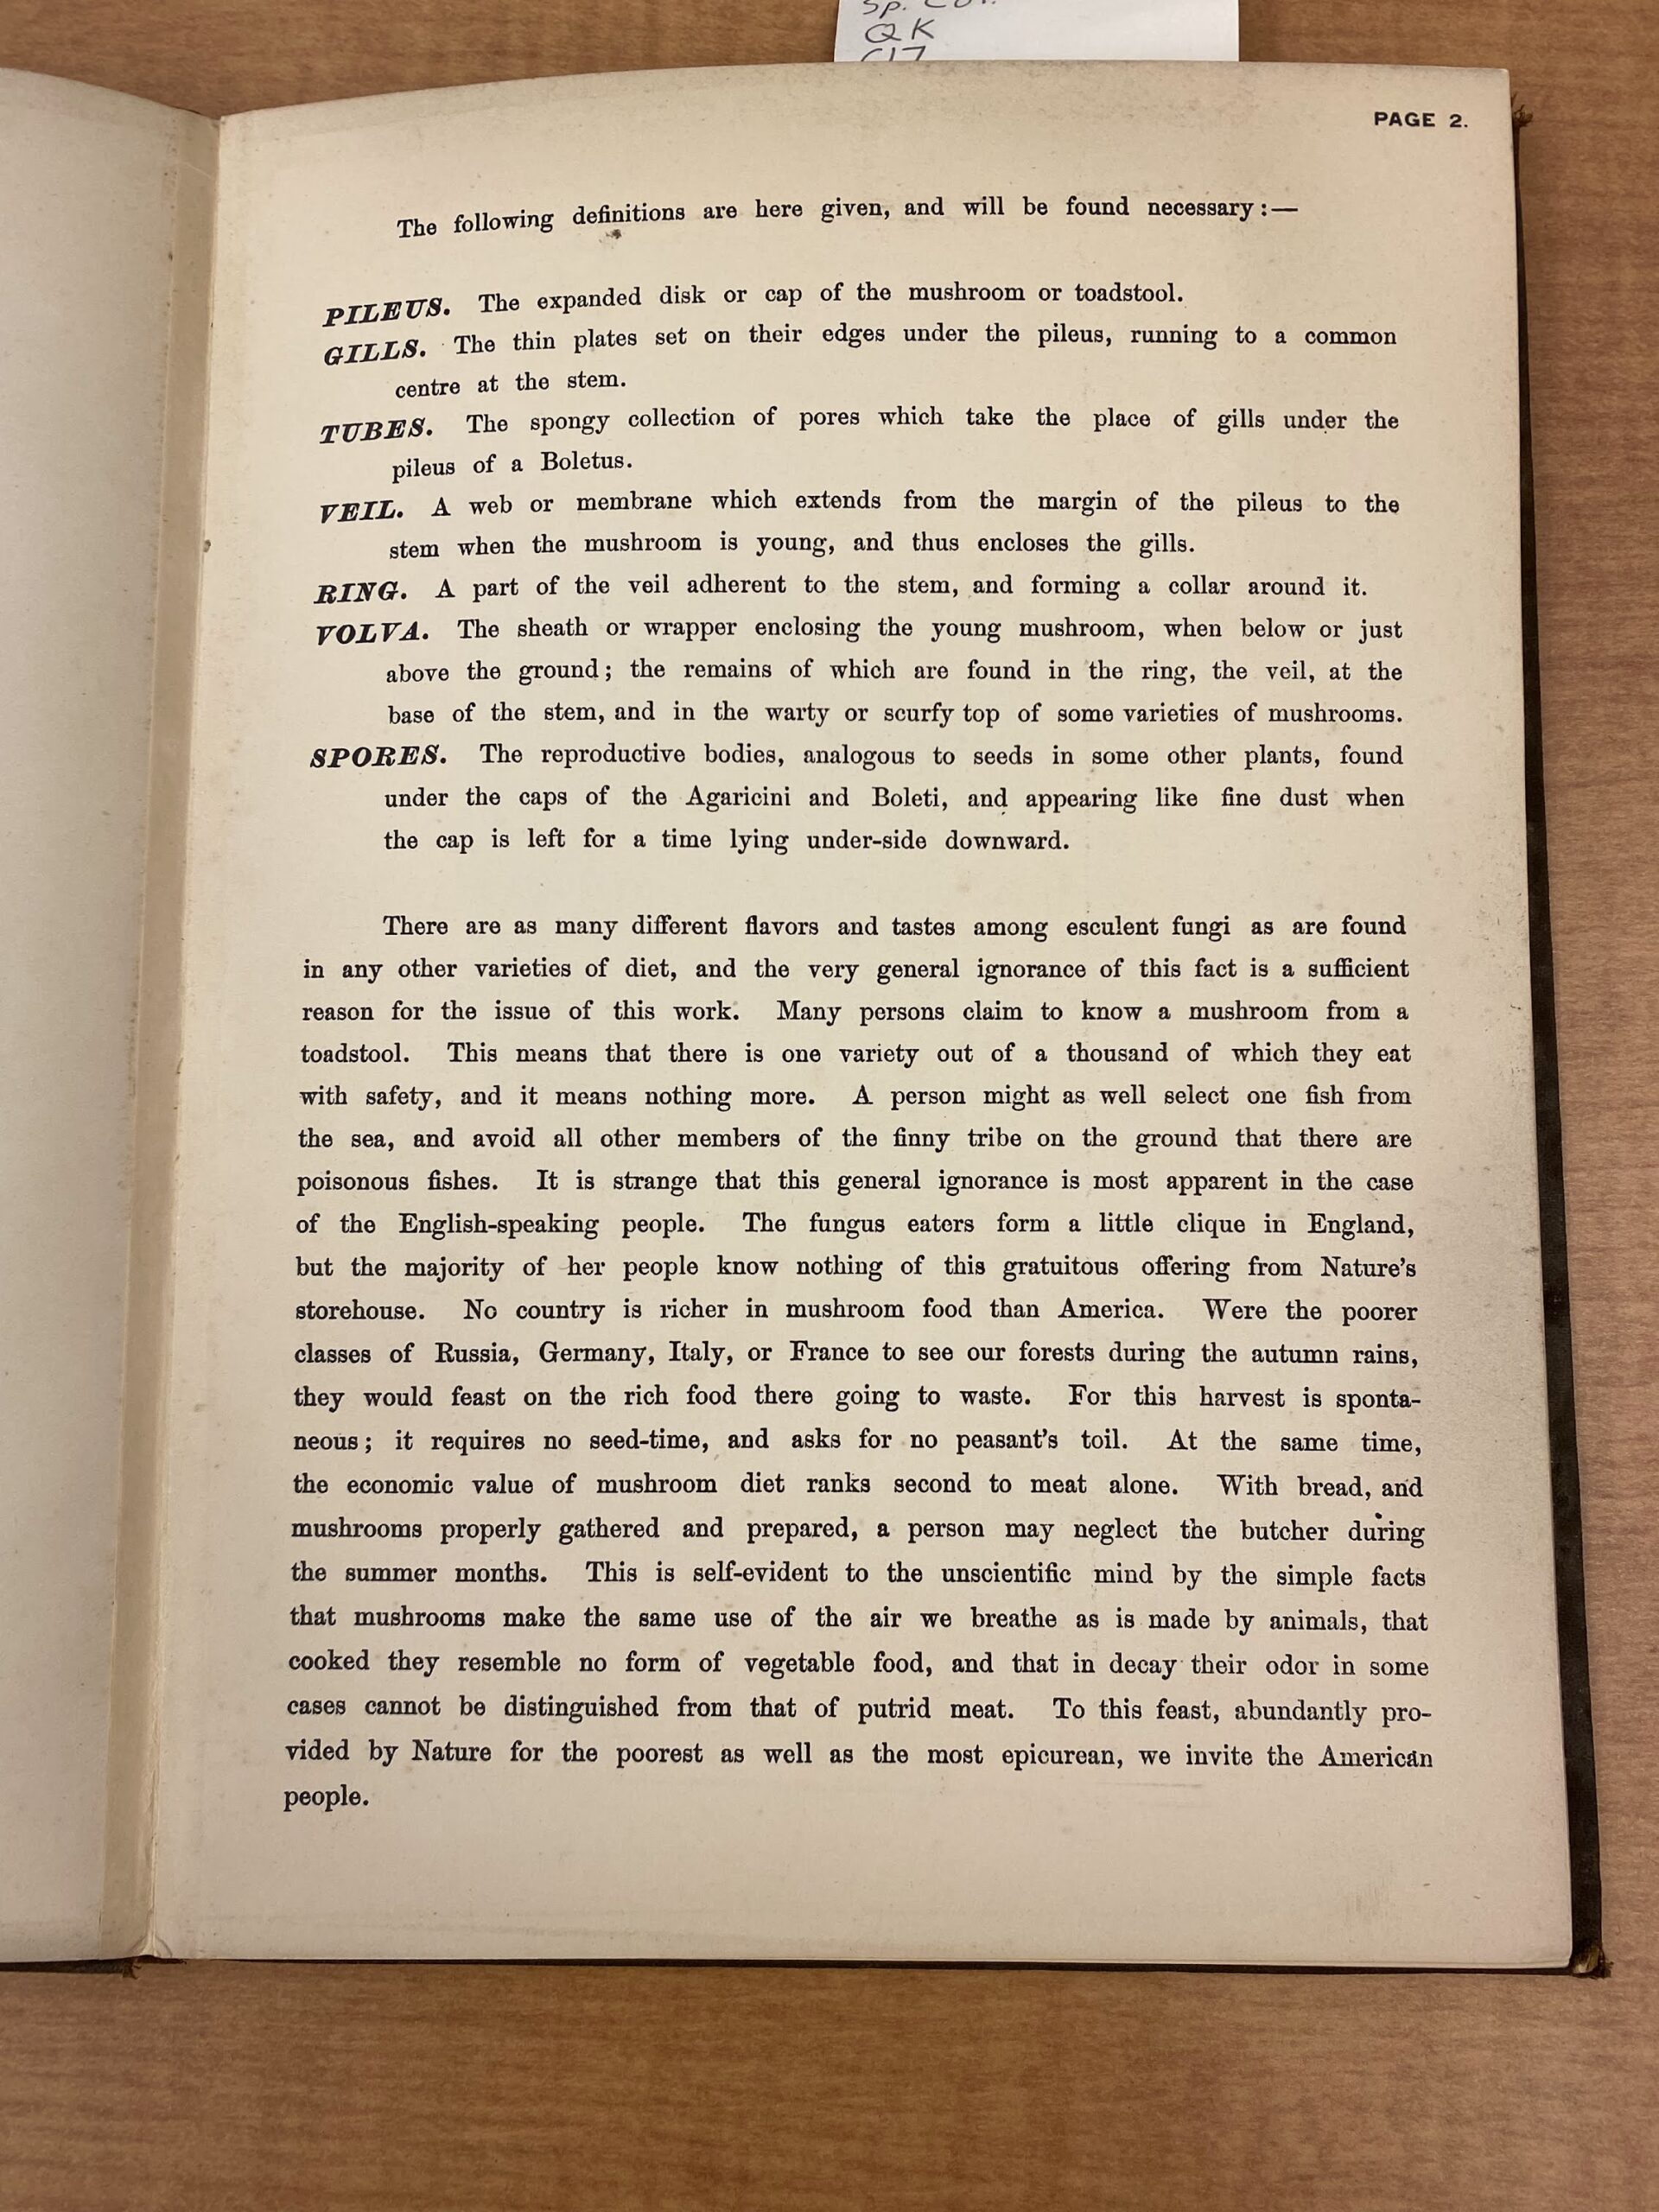 Sp. Col.
QK
C17
PAGE 2.
The following definitions are here given, and will be found necessary:—
PILEUS. The expanded disk or cap of the mushroom or toadstool.
GILLS. The thin plates set on their edges under the pileus, running to a common
centre at the stem.
TUBES. The spongy collection of pores which take the place of gills under the
pileus of a Boletus.
VEIL. A web or membrane which extends from the margin of the pileus to the
stem when the mushroom is young, and thus encloses the gills.
RING. A part of the veil adherent to the stem, and forming a collar around it.
VOLVA. The sheath or wrapper enclosing the young mushroom, when below or just
above the ground; the remains of which are found in the ring, the veil, at the
base of the stem, and in the warty or scurfy top of some varieties of mushrooms.
SPORES. The reproductive bodies, analogous to seeds in some other plants, found
under the caps of the Agaricini and Boleti, and appearing like fine dust when
the cap is left for a time lying under-side downward.
There are as many different flavors and tastes among esculent fungi as are found
in any other varieties of diet, and the very general ignorance of this fact is a sufficient
reason for the issue of this work. Many persons claim to know a mushroom from a
toadstool. This means that there is one variety out of a thousand of which they eat
with safety, and it means nothing more. A person might as well select one fish from
the sea, and avoid all other members of the finny tribe on the ground that there are
poisonous fishes. It is strange that this general ignorance is most apparent in the case
of the English-speaking people. The fungus eaters form a little clique in England,
but the majority of her people know nothing of this gratuitous offering from Nature's
storehouse. No country is richer in mushroom food than America. Were the poorer
classes of Russia, Germany, Italy, or France to see our forests during the autumn rains,
they would feast on the rich food there going to waste. For this harvest is sponta-
neous; it requires no seed-time, and asks for no peasant's toil. At the same time,
the economic value of mushroom diet ranks second to meat alone. With bread, and
mushrooms properly gathered and prepared, a person may neglect the butcher during
the summer months. This is self-evident to the unscientific mind by the simple facts
that mushrooms make the same use of the air we breathe as is made by animals, that
cooked they resemble no form of vegetable food, and that in decay their odor in some
cases cannot be distinguished from that of putrid meat. To this feast, abundantly pro-
vided by Nature for the poorest as well as the most epicurean, we invite the American
people.